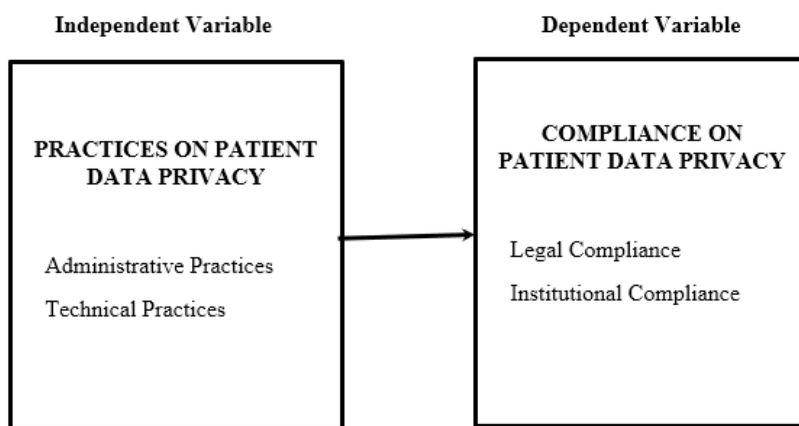 Independent Variable
Dependent Variable
PRACTICES ON PATIENT
DATA PRIVACY
Administrative Practices
Technical Practices
COMPLIANCE ON
PATIENT DATA PRIVACY
Legal Compliance
Institutional Compliance